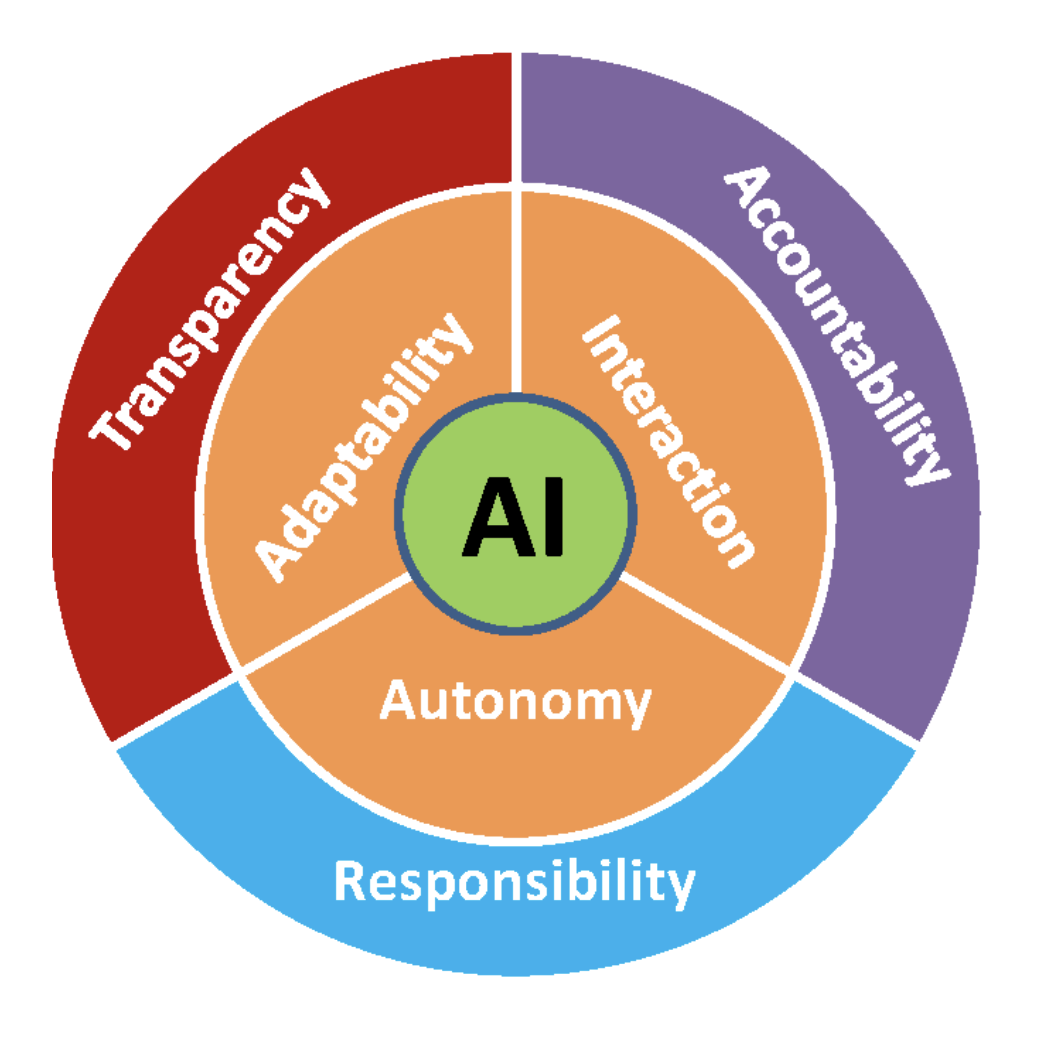 Transparency
Accountability
Adaptability
Interaction
AI
Autonomy
Responsibility